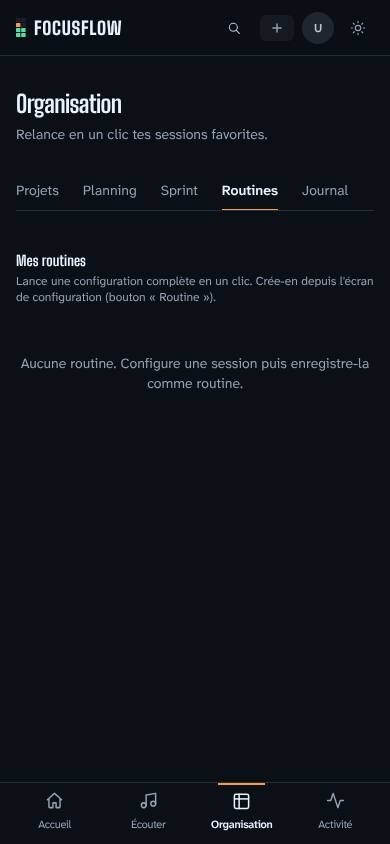 FOCUSFLOW
U
Organisation
Relance en un clic tes sessions favorites.
Projets Planning Sprint Routines Journal
Mes routines
Lance une configuration complète en un clic. Crée-en depuis l'écran
de configuration (bouton « Routine »).
Aucune routine. Configure une session puis enregistre-la
comme routine.
Accueil Écouter Organisation Activité